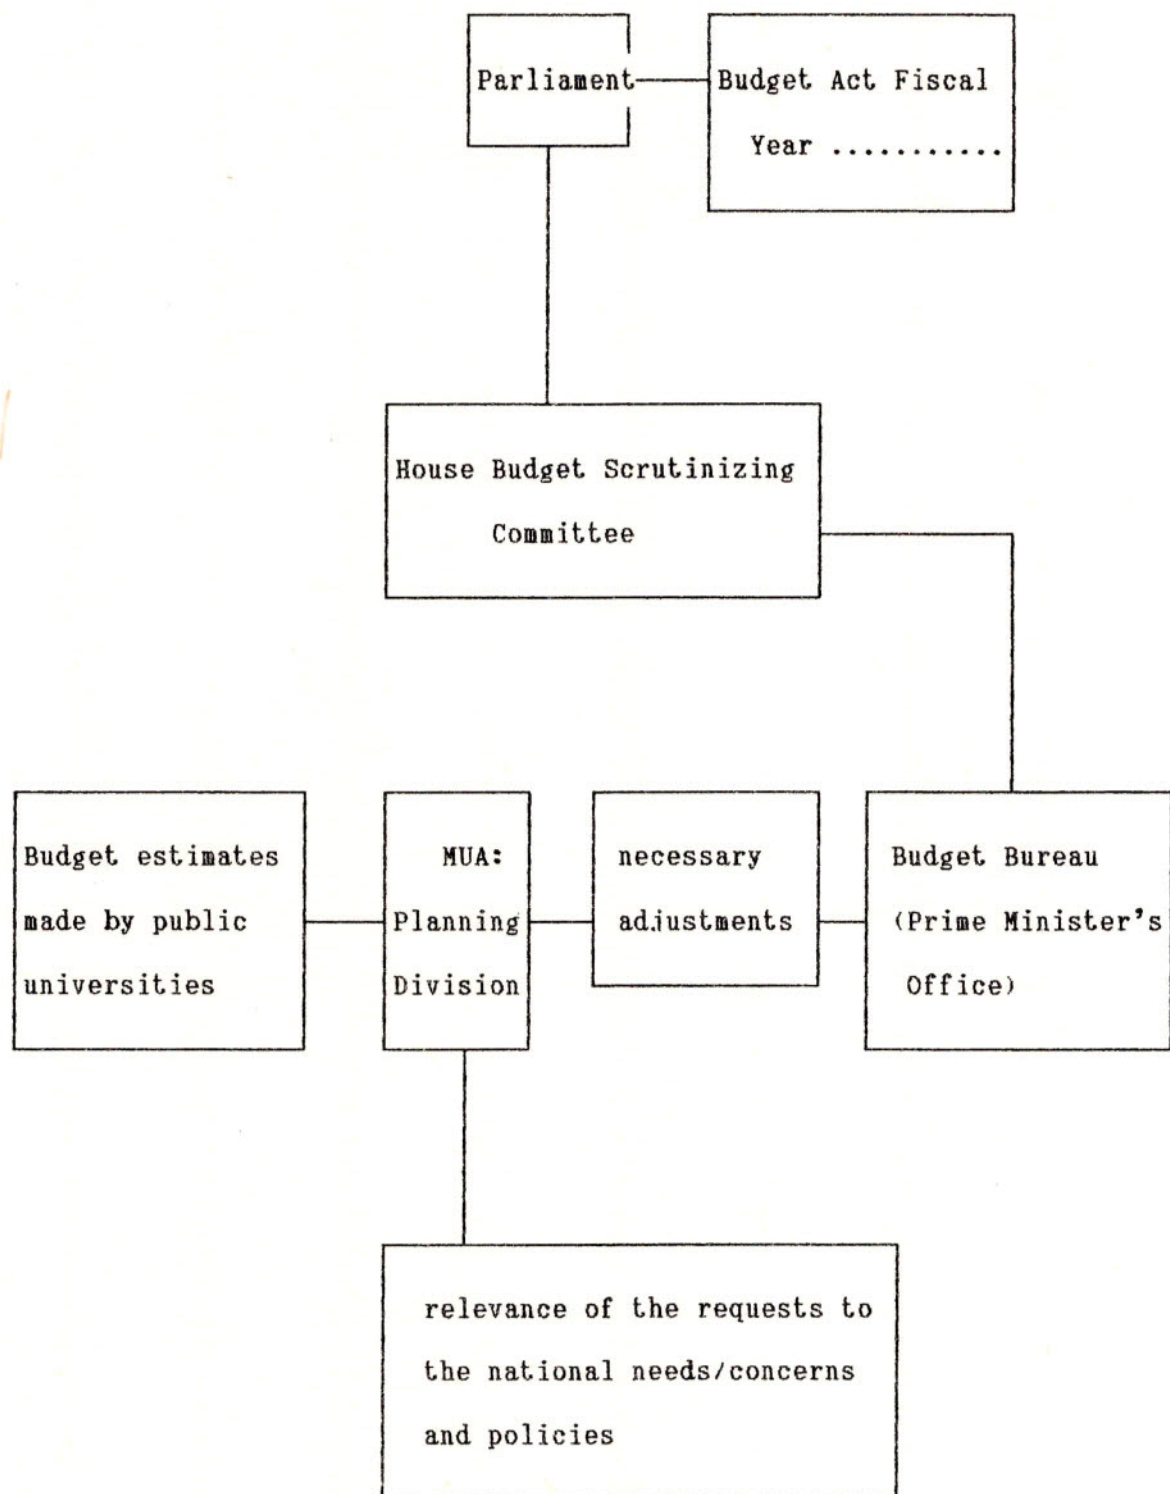 Parliament
Budget Act Fiscal
Year ...........
House Budget Scrutinizing
Committee
Budget estimates
made by public
universities
MUA:
Planning
Division
necessary
adjustments
Budget Bureau
(Prime Minister's
Office)
relevance of the requests to
the national needs/concerns
and policies